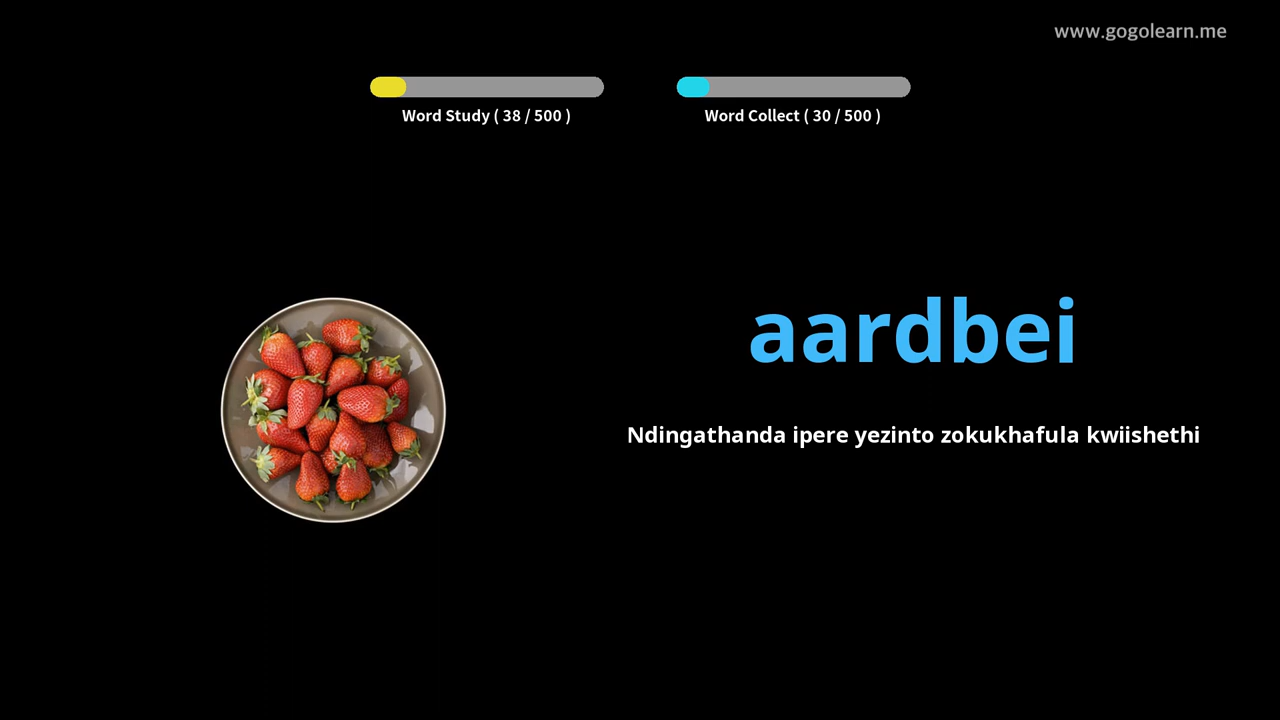 www.gogolearn.me
Word Study ( 38 / 500 )
Word Collect ( 30 / 500 )
aardbei
Ndingathanda ipere yezinto zokukhafula kwiishethi